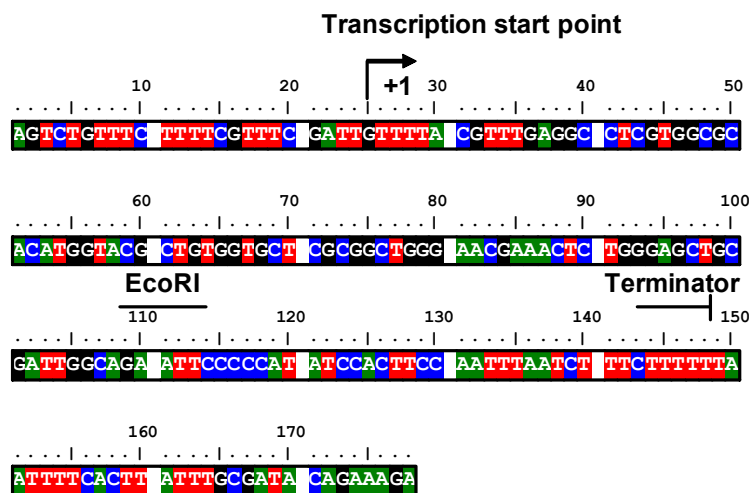 Transcription start point
+1
10 20 30 40 50
AGTCTGTTTC TTTTCGTTTC GATTGTTTTA CGTTTGAGGC CTCGTGGCGC
60 70 80 90 100
ACATGGTACG CTGTGGTGCT CGCGGCTGGG AACGAAACTC TGGGAGCTGC
EcoRI Terminator
110 120 130 140 150
GATTGGCAGA ATTCCCCCAT ATCCACTTCC AATTTAATCT TTCTTTTTTA
160 170
ATTTTCACTT ATTTGCGATA CAGAAAGA